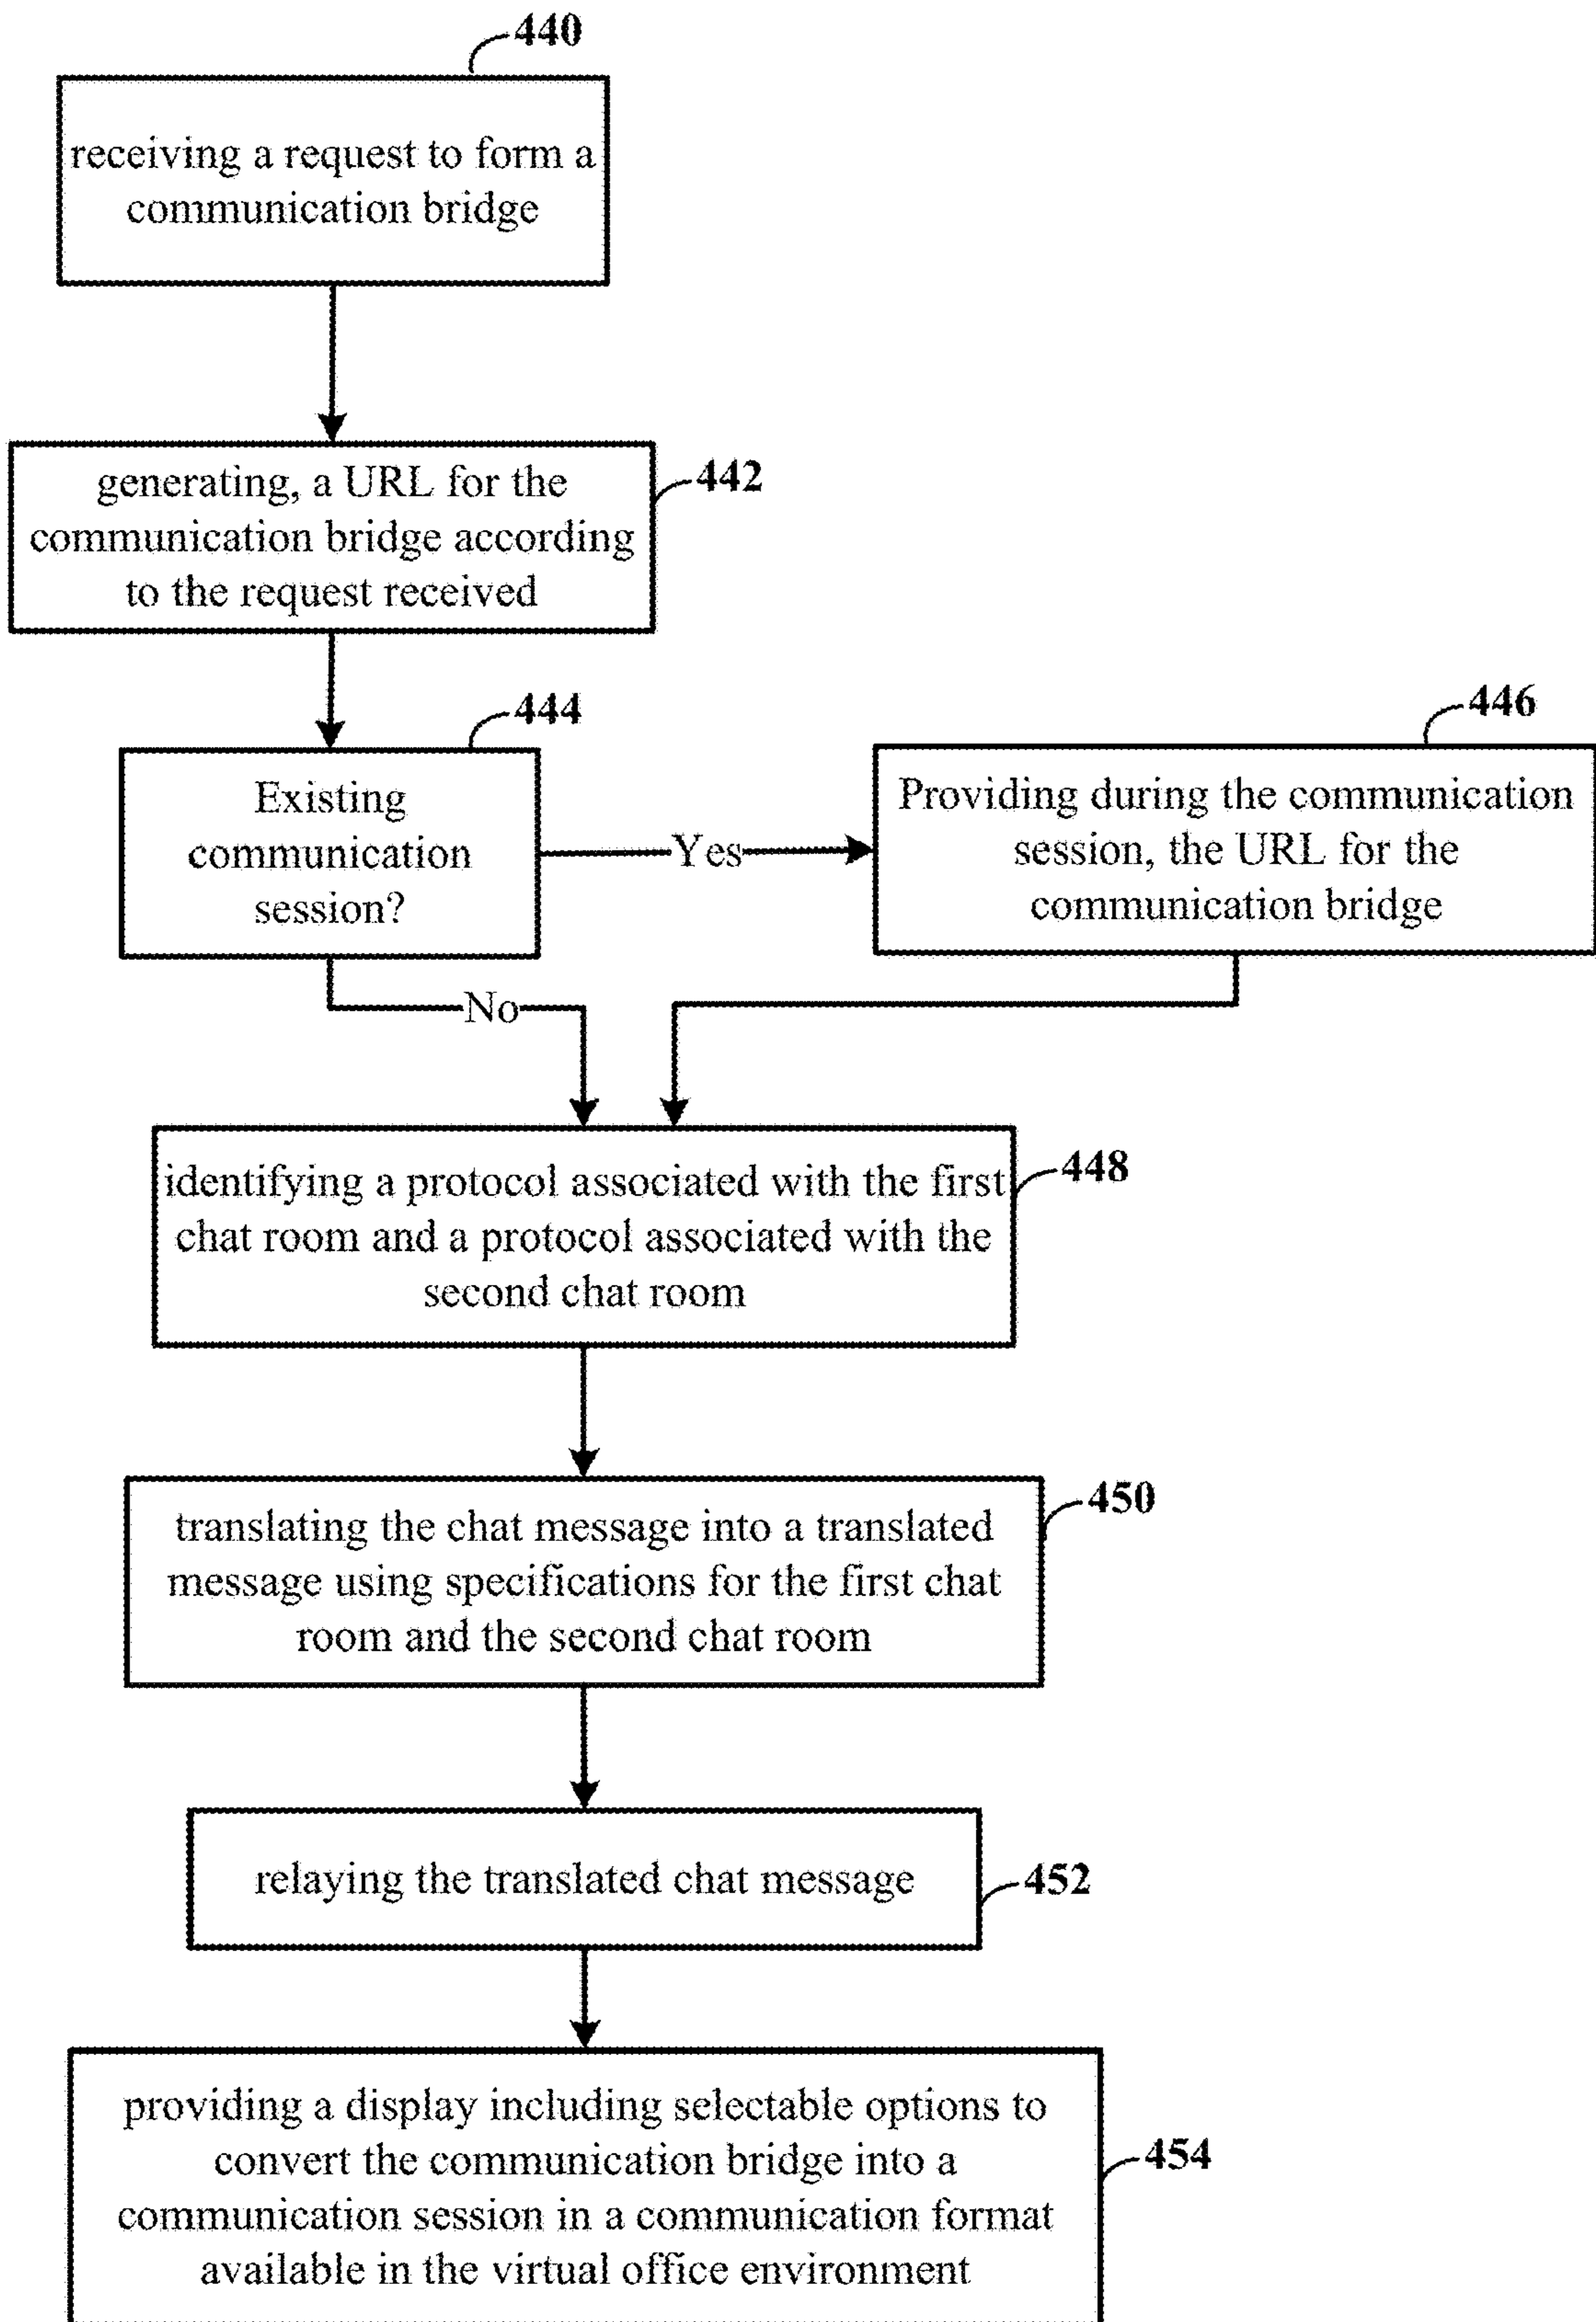 440
receiving a request to form a
communication bridge
generating, a URL for the
communication bridge according
to the request received
442
444
Existing
communication
session?
Yes
446
Providing during the communication
session, the URL for the
communication bridge
No
identifying a protocol associated with the first
chat room and a protocol associated with the
second chat room
448
translating the chat message into a translated
message using specifications for the first chat
room and the second chat room
450
relaying the translated chat message
452
providing a display including selectable options to
convert the communication bridge into a
communication session in a communication format
available in the virtual office environment
454